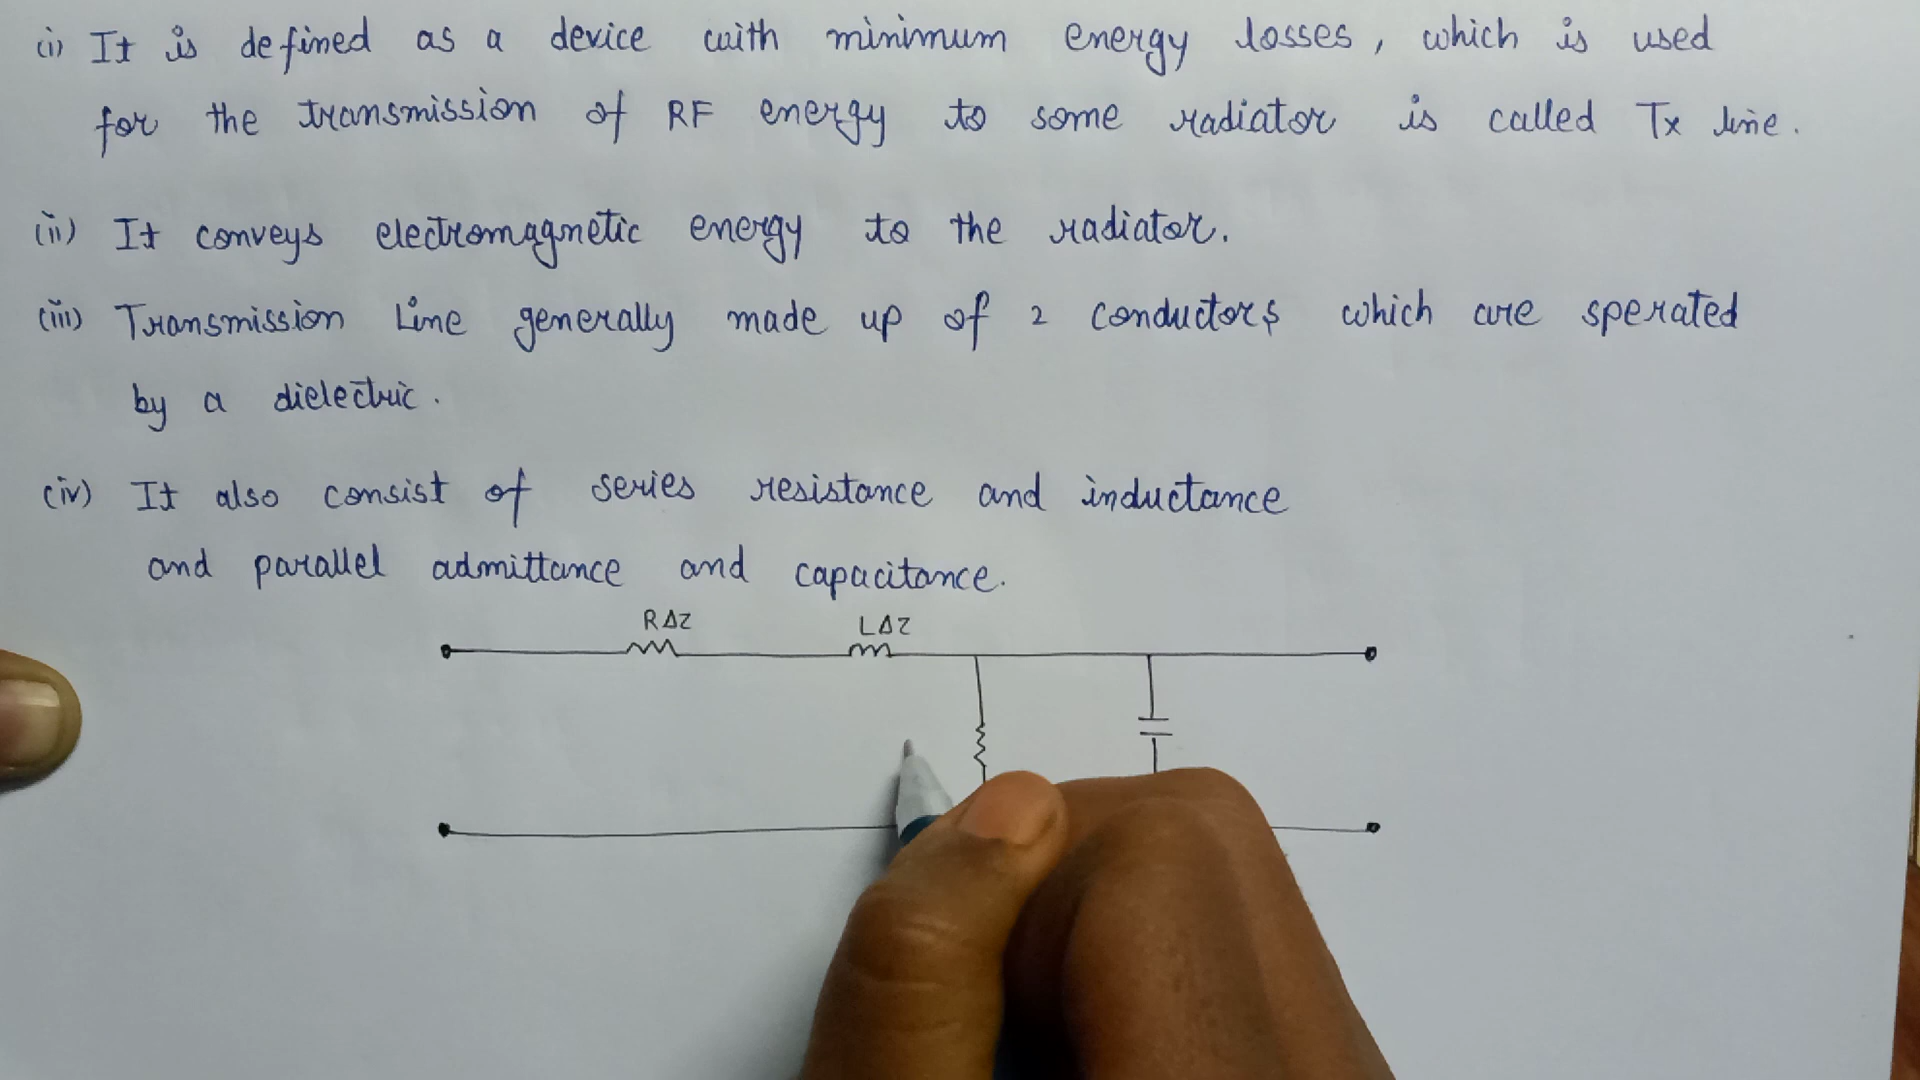 (i) It is defined as a device with minimum energy losses, which is used
for the transmission of RF energy to some radiator is called Tx line.
(ii) It conveys electromagnetic energy to the radiator.
(iii) Transmission Line generally made up of 2 conductors which are sperated
by a dielectric.
(iv) It also consist of series resistance and inductance
and parallel admittance and capacitance.
RΔZ LΔZ